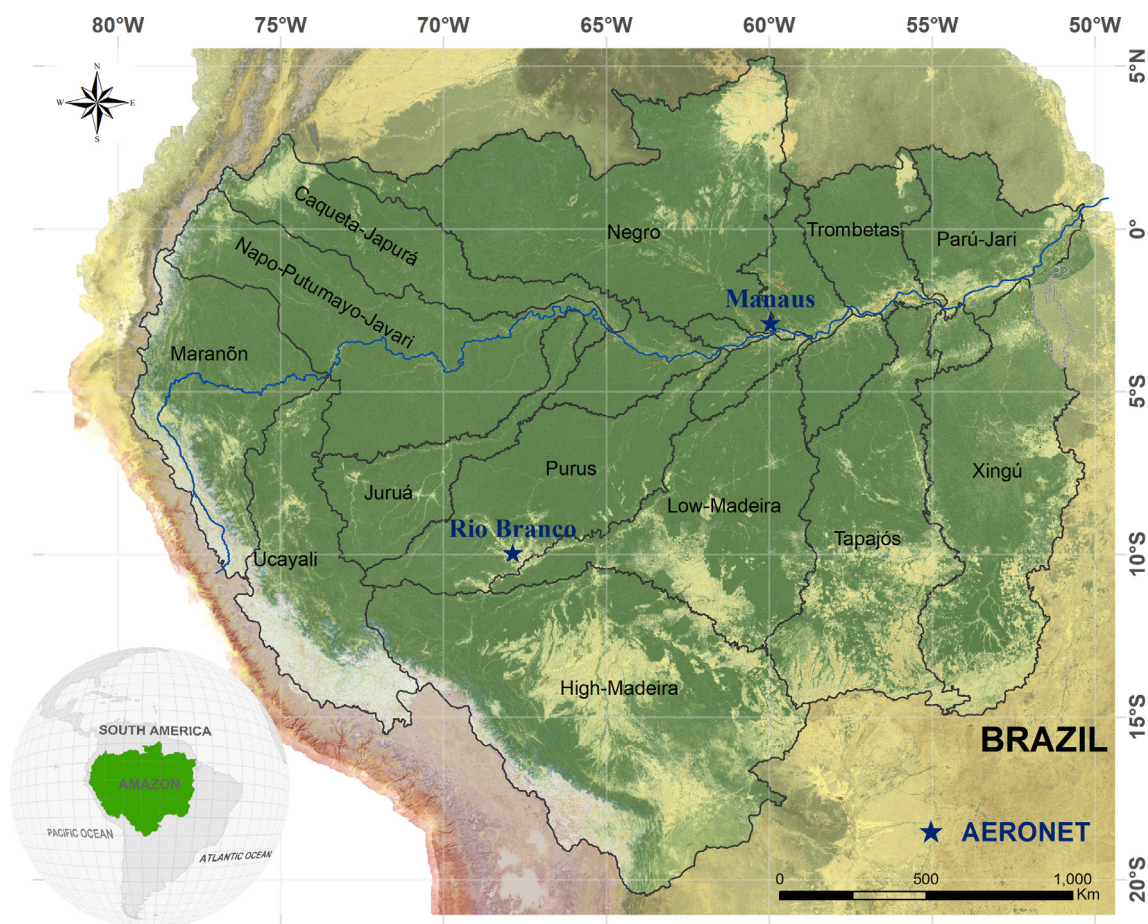 80°W 75°W 70°W 65°W 60°W 55°W 50°W
5°N
N
W E
S
Caqueta-Japurá
Negro
Trombetas
Parú-Jari
0°
Napo-Putumayo-Javari
Manaus
Maranõn
5°S
Juruá
Purus
Xingú
Low-Madeira
Rio Branco
Tapajós
Ucayali
10°S
High-Madeira
15°S
BRAZIL
SOUTH AMERICA
AMAZON
PACIFIC OCEAN
ATLANTIC OCEAN
AERONET
0 500 1,000
Km
20°S